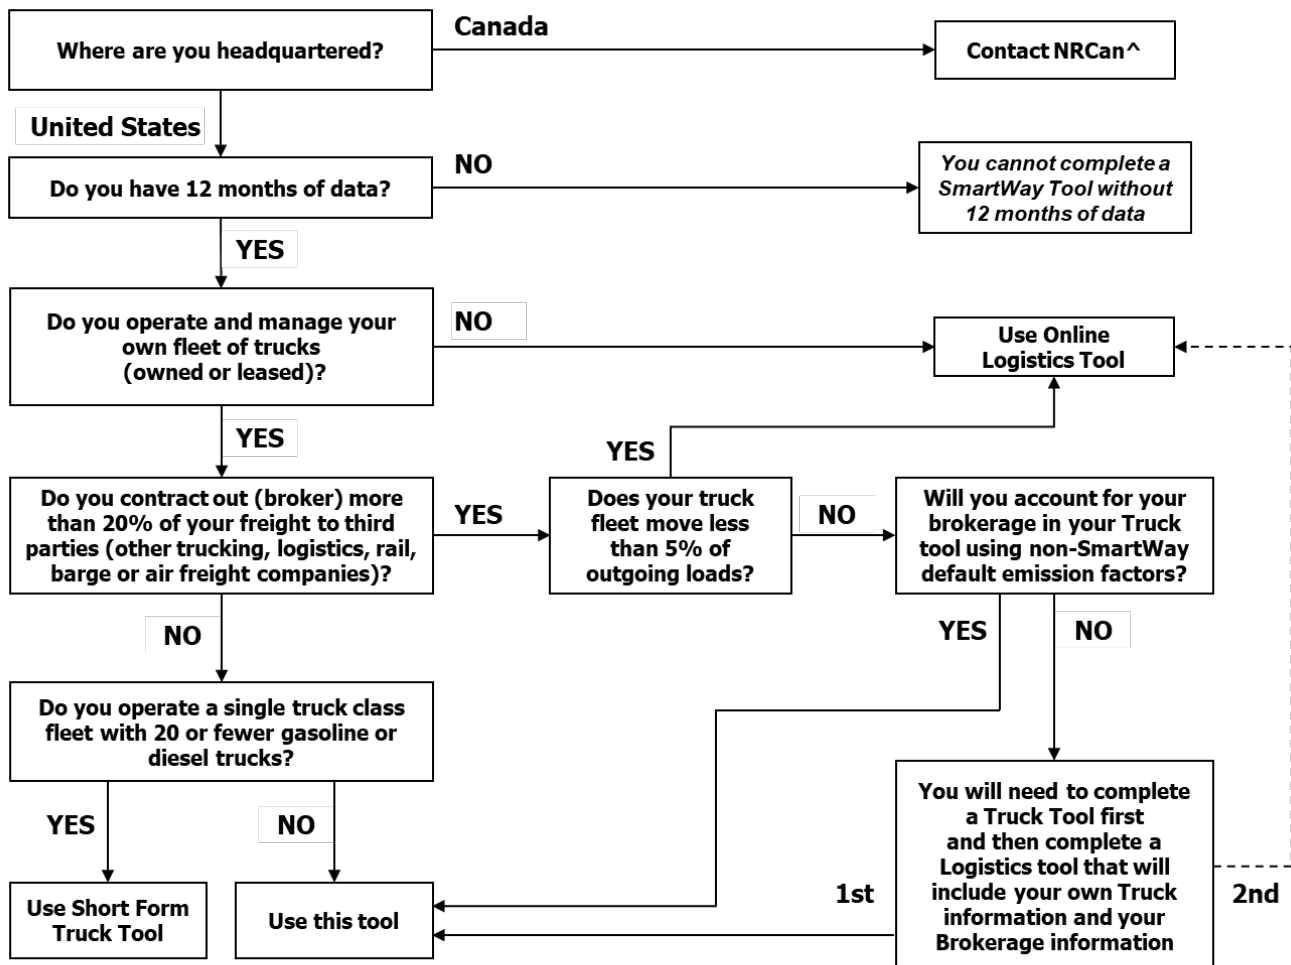 Canada
Where are you headquartered?
Contact NRCan^
United States
NO
Do you have 12 months of data?
You cannot complete a
SmartWay Tool without
12 months of data
YES
Do you operate and manage your
own fleet of trucks
(owned or leased)?
NO
Use Online
Logistics Tool
YES
YES
Do you contract out (broker) more
than 20% of your freight to third
parties (other trucking, logistics, rail,
barge or air freight companies)?
YES
Does your truck
fleet move less
than 5% of
outgoing loads?
NO
Will you account for your
brokerage in your Truck
tool using non-SmartWay
default emission factors?
NO
YES
NO
Do you operate a single truck class
fleet with 20 or fewer gasoline or
diesel trucks?
YES
NO
You will need to complete
a Truck Tool first
and then complete a
Logistics tool that will
include your own Truck
information and your
Brokerage information
1st
2nd
Use Short Form
Truck Tool
Use this tool